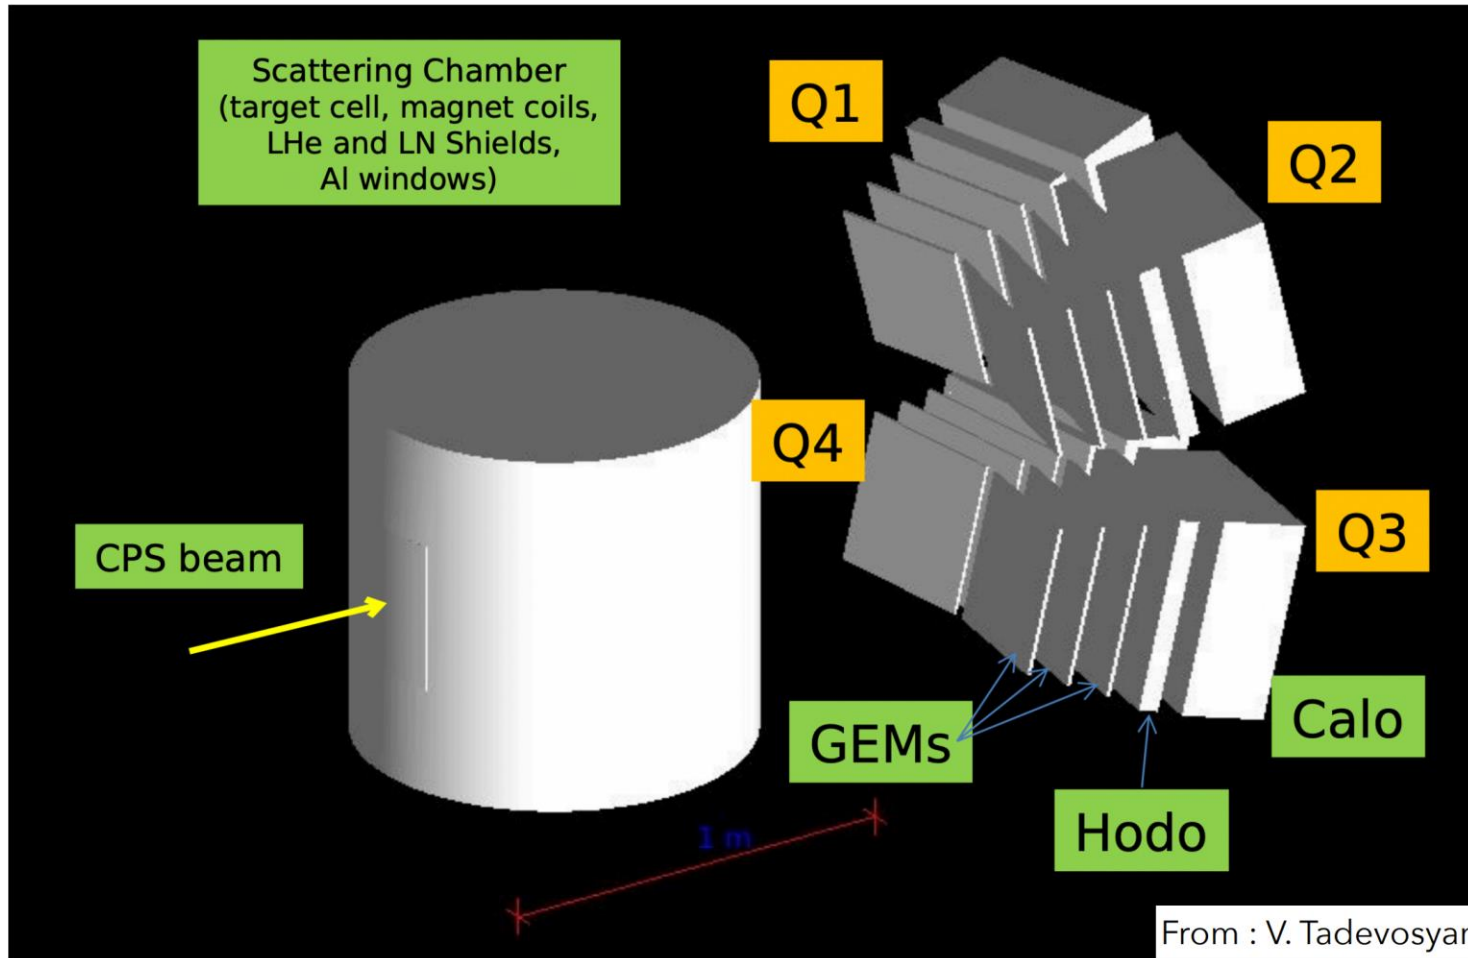 Scattering Chamber
(target cell, magnet coils,
LHe and LN Shields,
Al windows)
Q1
Q2
Q4
Q3
CPS beam
GEMs
Calo
Hodo
1 m
From : V. Tadevosyan